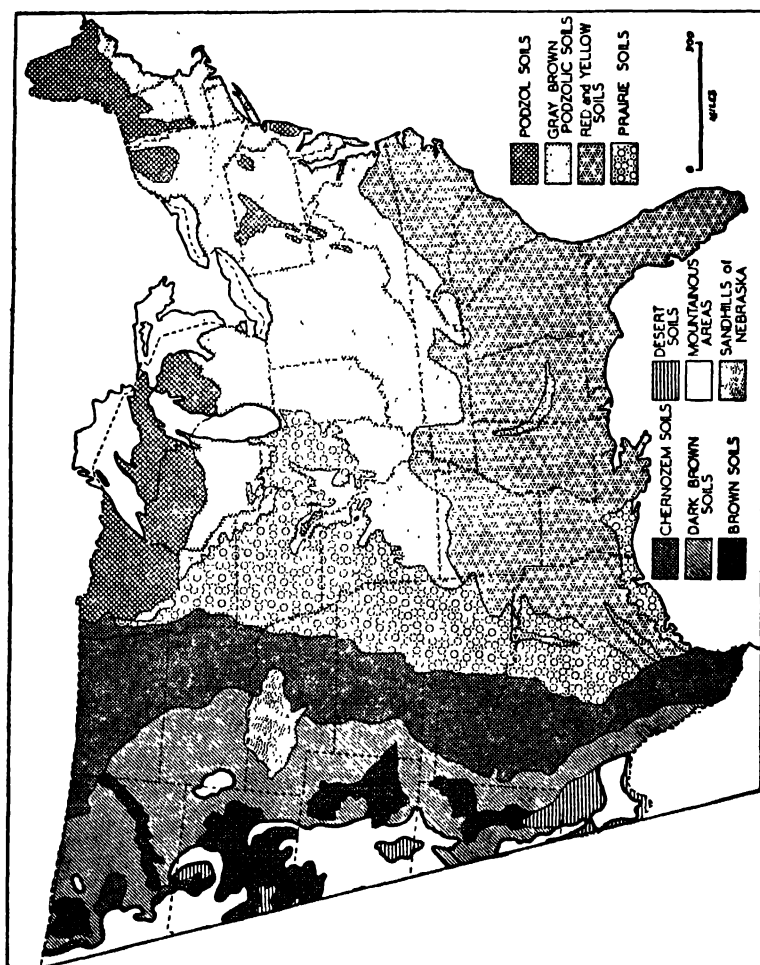 PODZOL SOILS
GRAY BROWN
PODZOLIC SOILS
RED and YELLOW
SOILS
PRAIRIE SOILS
CHERNOZEM SOILS
DARK BROWN
SOILS
BROWN SOILS
DESERT
SOILS
MOUNTAINOUS
AREAS
SANDHILLS of
NEBRASKA
0 200
MILES